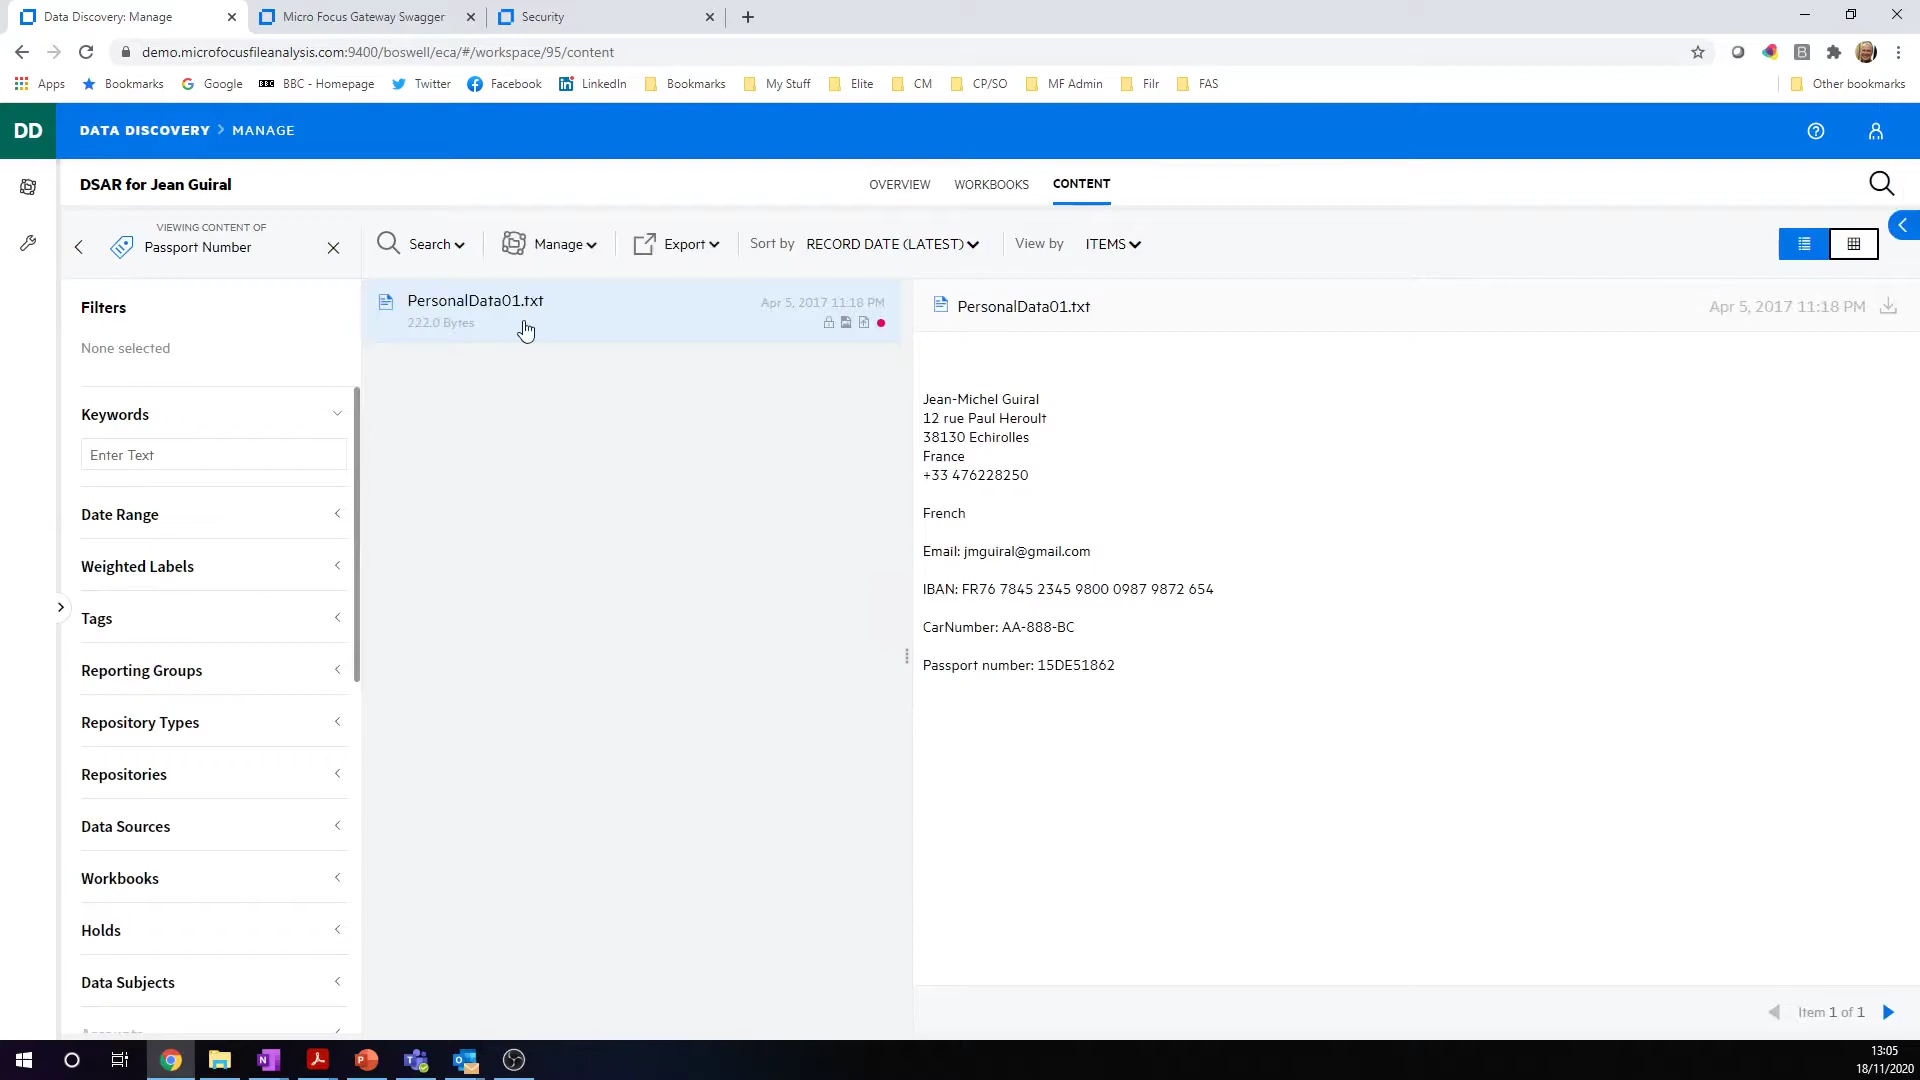 Data Discovery: Manage
Micro Focus Gateway Swagger
Security
demo.microfocusfileanalysis.com:9400/boswell/eca/#/workspace/95/content
Apps
Bookmarks
Google
BBC BBC - Homepage
Twitter
Facebook
LinkedIn
Bookmarks
My Stuff
Elite
CM
CP/SO
MF Admin
Filr
FAS
Other bookmarks
DD
DATA DISCOVERY > MANAGE
DSAR for Jean Guiral
OVERVIEW
WORKBOOKS
CONTENT
VIEWING CONTENT OF
Passport Number
Search
Manage
Export
Sort by RECORD DATE (LATEST)
View by ITEMS
Filters
None selected
Keywords
Enter Text
Date Range
Weighted Labels
Tags
Reporting Groups
Repository Types
Repositories
Data Sources
Workbooks
Holds
Data Subjects
PersonalData01.txt
Apr 5, 2017 11:18 PM
222.0 Bytes
PersonalData01.txt
Apr 5, 2017 11:18 PM
Jean-Michel Guiral
12 rue Paul Heroult
38130 Echirolles
France
+33 476228250
French
Email: jmguiral@gmail.com
IBAN: FR76 7845 2345 9800 0987 9872 654
CarNumber: AA-888-BC
Passport number: 15DE51862
Item 1 of 1
13:05
18/11/2020